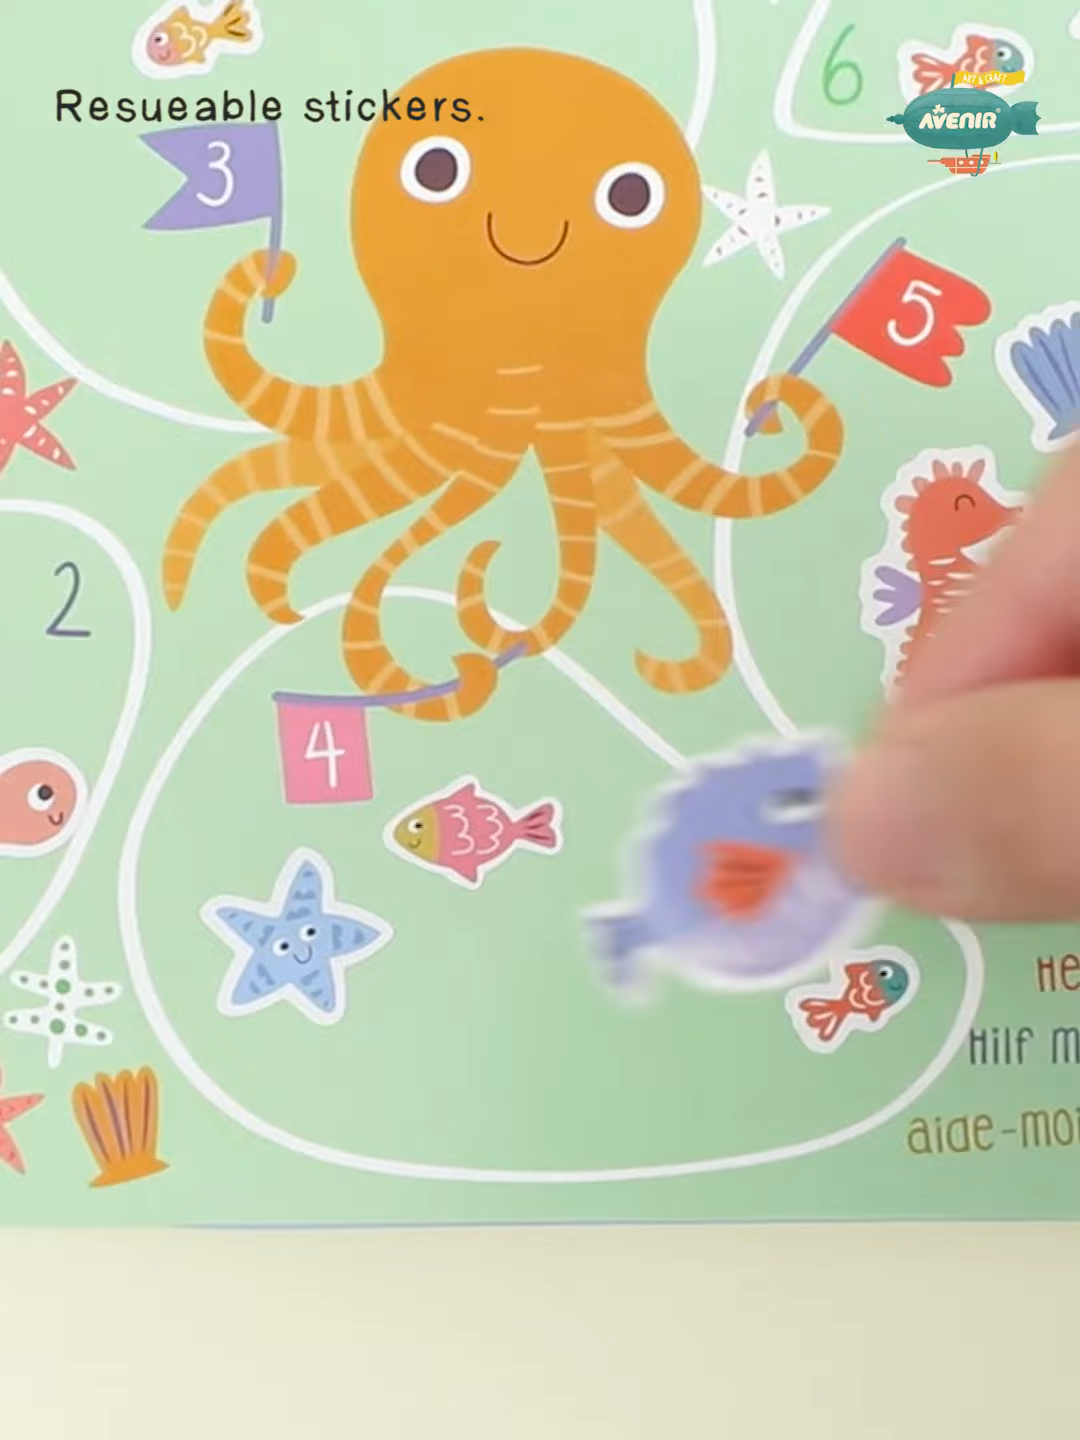 6
ART & CRAFT
AVENIR
Resueable stickers.
3
5
2
4
He
Hilf m
aide-moi